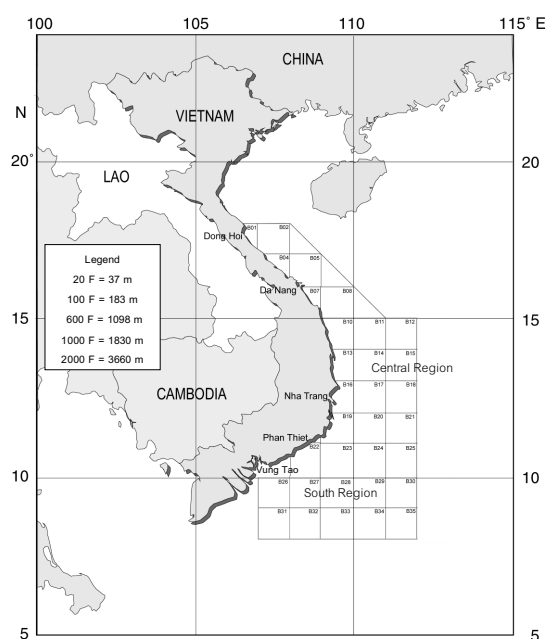 100 105 110 115° E
CHINA
N
VIETNAM
20° 20
LAO
B01 B02
Dong Hoi
B04 B05
Legend
20 F = 37 m
100 F = 183 m
600 F = 1098 m
1000 F = 1830 m
2000 F = 3660 m
Da Nang B07 B08
15 B10 B11 B12 15
B13 B14 B15
Central Region
CAMBODIA
B16 B17 B18
Nha Trang
B19 B20 B21
Phan Thiet
B22 B23 B24 B25
Vung Tao
10 10
B26 B27 B28 B29 B30
South Region
B31 B32 B33 B34 B35
5 5